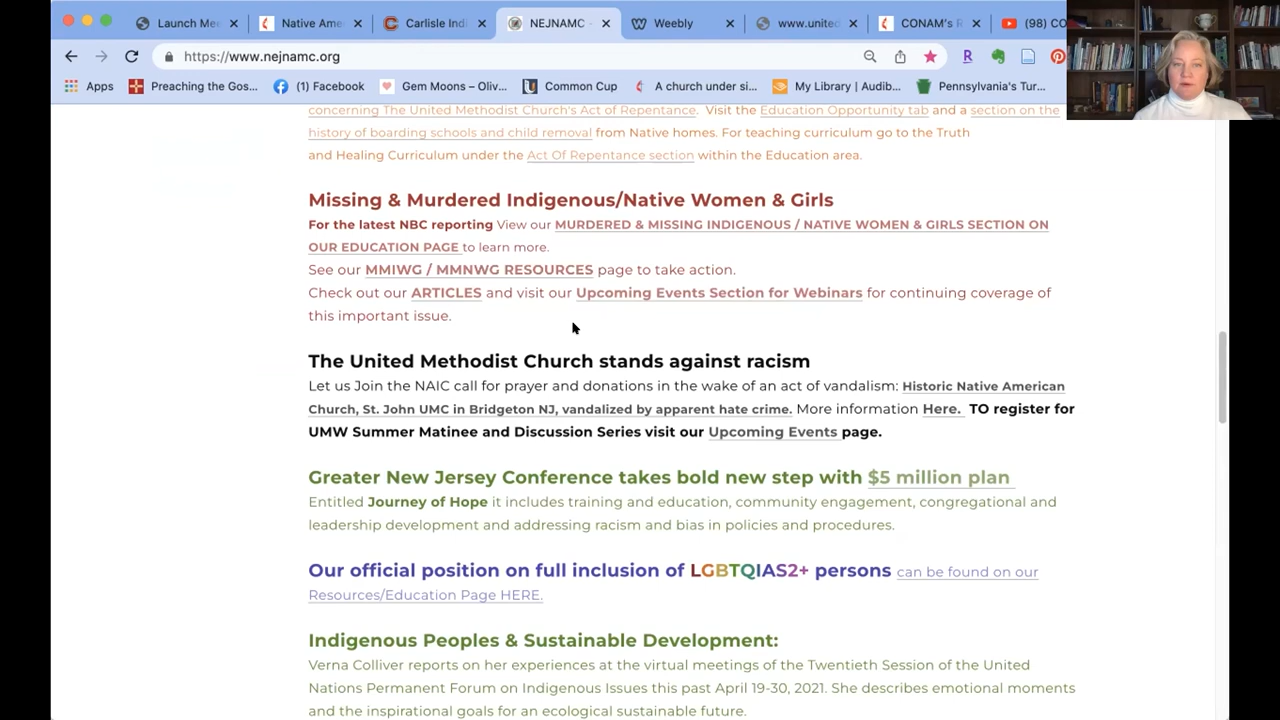 Launch Mee
Native Ame
Carlisle Indi
NEJNAMC -
Weebly
www.united
CONAM's R
(98) CO
https://www.nejnamc.org
R
Apps
Preaching the Gos...
(1) Facebook
Gem Moons – Oliv...
Common Cup
A church under si...
My Library | Audib...
Pennsylvania's Tur...
concerning The United Methodist Church's Act of Repentance. Visit the Education Opportunity tab and a section on the
history of boarding schools and child removal from Native homes. For teaching curriculum go to the Truth
and Healing Curriculum under the Act Of Repentance section within the Education area.
Missing & Murdered Indigenous/Native Women & Girls
For the latest NBC reporting View our MURDERED & MISSING INDIGENOUS / NATIVE WOMEN & GIRLS SECTION ON
OUR EDUCATION PAGE to learn more.
See our MMIWG / MMNWG RESOURCES page to take action.
Check out our ARTICLES and visit our Upcoming Events Section for Webinars for continuing coverage of
this important issue.
The United Methodist Church stands against racism
Let us Join the NAIC call for prayer and donations in the wake of an act of vandalism: Historic Native American
Church, St. John UMC in Bridgeton NJ, vandalized by apparent hate crime. More information Here. TO register for
UMW Summer Matinee and Discussion Series visit our Upcoming Events page.
Greater New Jersey Conference takes bold new step with $5 million plan
Entitled Journey of Hope it includes training and education, community engagement, congregational and
leadership development and addressing racism and bias in policies and procedures.
Our official position on full inclusion of LGBTQIAS2+ persons can be found on our
Resources/Education Page HERE.
Indigenous Peoples & Sustainable Development:
Verna Colliver reports on her experiences at the virtual meetings of the Twentieth Session of the United
Nations Permanent Forum on Indigenous Issues this past April 19-30, 2021. She describes emotional moments
and the inspirational goals for an ecological sustainable future.